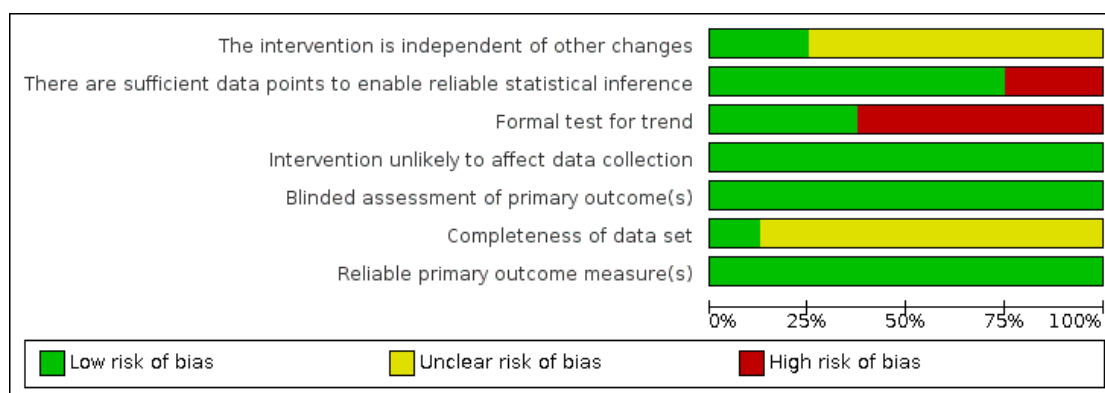 The intervention is independent of other changes
There are sufficient data points to enable reliable statistical inference
Formal test for trend
Intervention unlikely to affect data collection
Blinded assessment of primary outcome(s)
Completeness of data set
Reliable primary outcome measure(s)
0% 25% 50% 75% 100%
Low risk of bias Unclear risk of bias High risk of bias